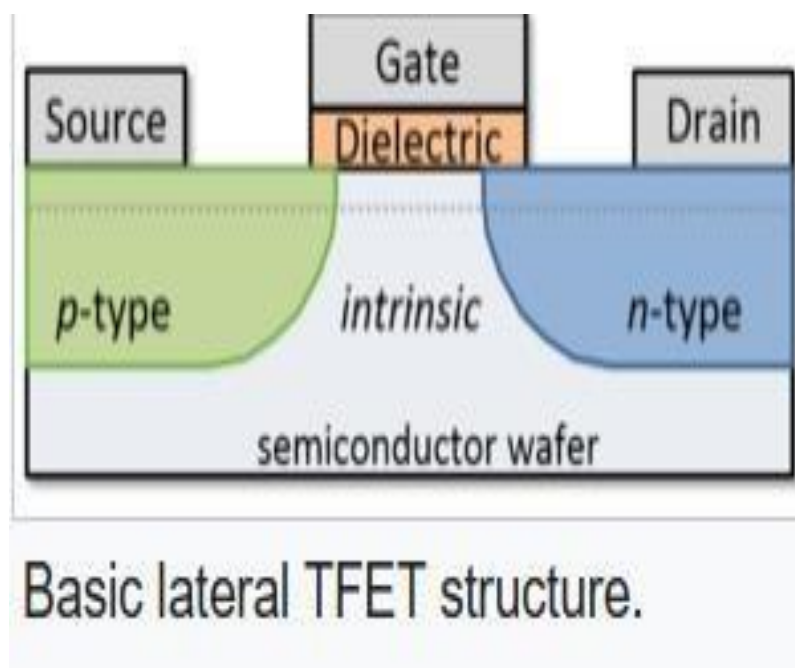 Gate
Source
Dielectric
Drain
p-type
intrinsic
n-type
semiconductor wafer
Basic lateral TFET structure.